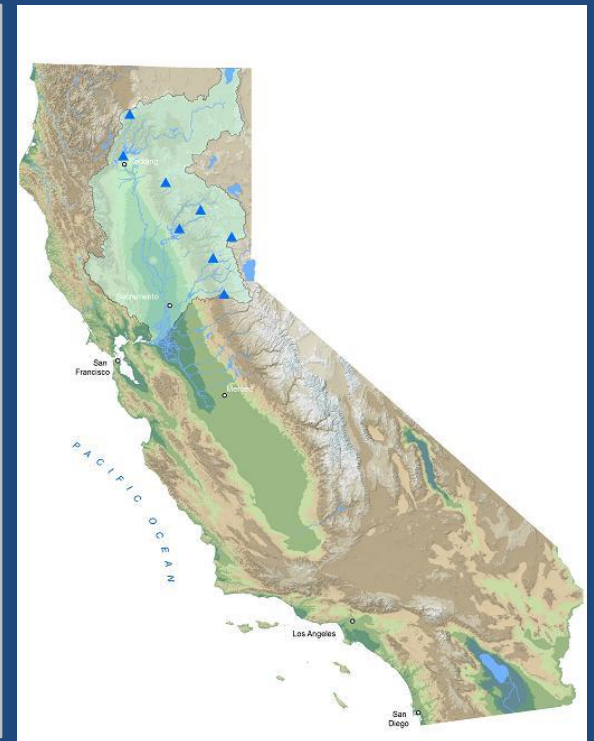 Redding
Sacramento
San
Francisco
Merced
PACIFIC OCEAN
Los Angeles
San
Diego